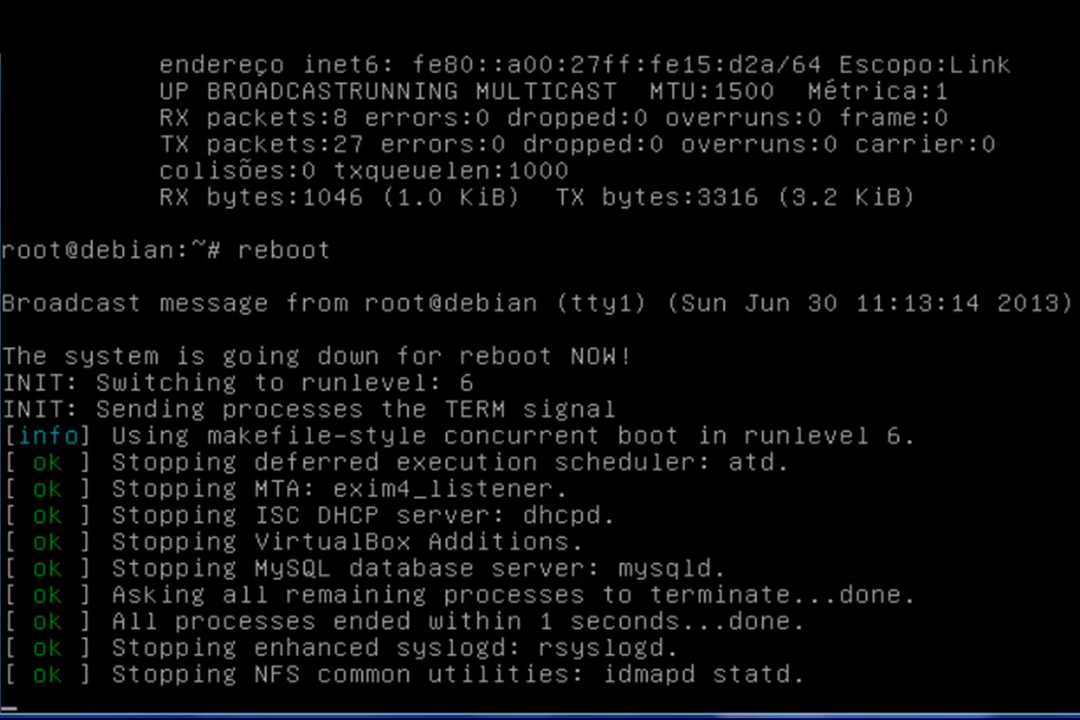 endereço inet6: fe80::a00:27ff:fe15:d2a/64 Escopo:Link
UP BROADCASTRUNNING MULTICAST  MTU:1500  Métrica:1
RX packets:8 errors:0 dropped:0 overruns:0 frame:0
TX packets:27 errors:0 dropped:0 overruns:0 carrier:0
colisões:0 txqueuelen:1000
RX bytes:1046 (1.0 KiB)  TX bytes:3316 (3.2 KiB)
root@debian:~# reboot
Broadcast message from root@debian (tty1) (Sun Jun 30 11:13:14 2013)
The system is going down for reboot NOW!
INIT: Switching to runlevel: 6
INIT: Sending processes the TERM signal
[info] Using makefile-style concurrent boot in runlevel 6.
[ ok ] Stopping deferred execution scheduler: atd.
[ ok ] Stopping MTA: exim4_listener.
[ ok ] Stopping ISC DHCP server: dhcpd.
[ ok ] Stopping VirtualBox Additions.
[ ok ] Stopping MySQL database server: mysqld.
[ ok ] Asking all remaining processes to terminate...done.
[ ok ] All processes ended within 1 seconds...done.
[ ok ] Stopping enhanced syslogd: rsyslogd.
[ ok ] Stopping NFS common utilities: idmapd statd.